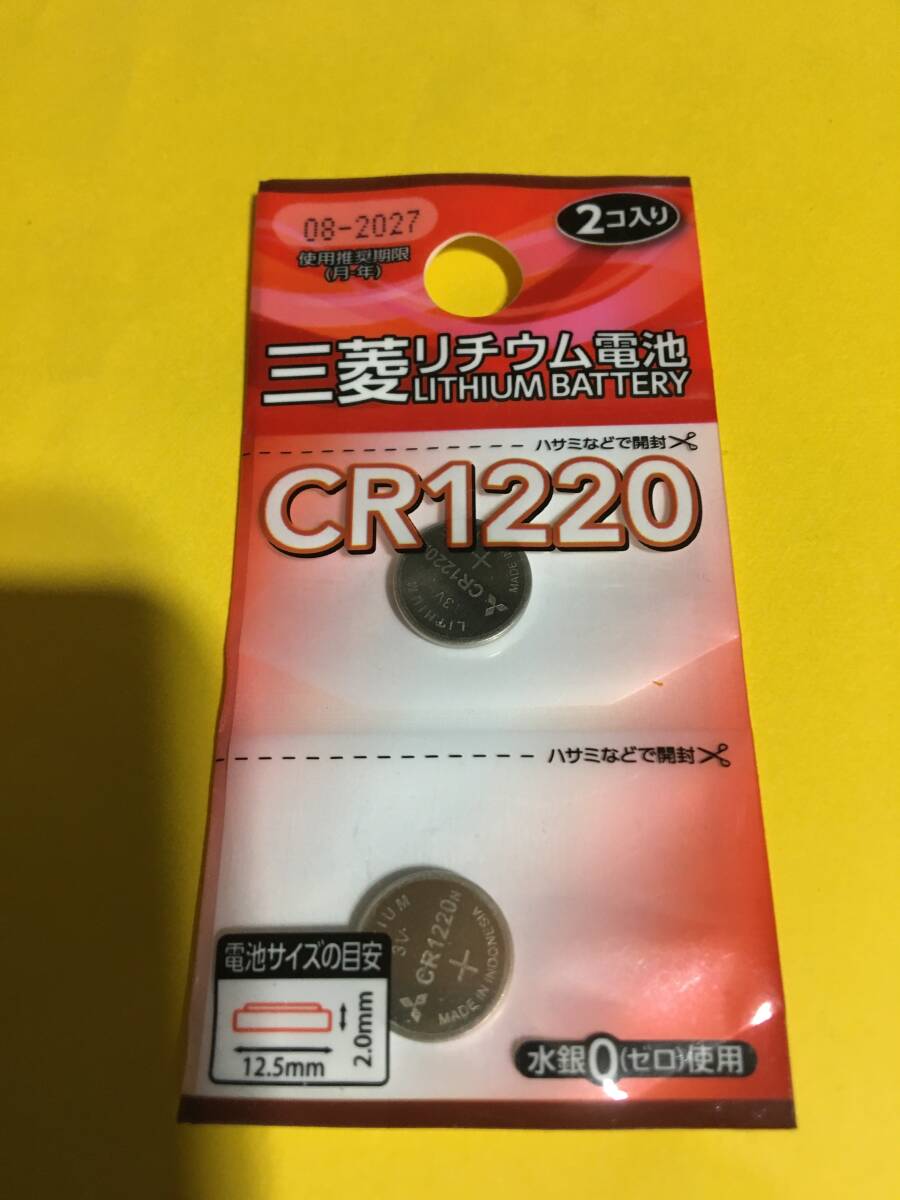 08-2027
使用推奨期限
(月-年)
2コ入り
三菱リチウム電池
LITHIUM BATTERY
ハサミなどで開封
CR1220
+
CR1220
MADE IN
3V
LITHIUM
ハサミなどで開封
3V
CR1220N
+
MADE IN INDONESIA
電池サイズの目安
2.0mm
12.5mm
水銀0(ゼロ)使用